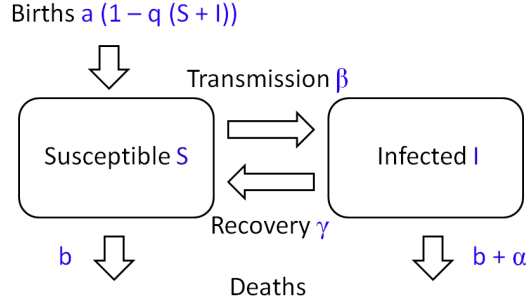 Births a (1 – q (S + I))
Transmission β
Susceptible S
Infected I
Recovery γ
b
b + α
Deaths